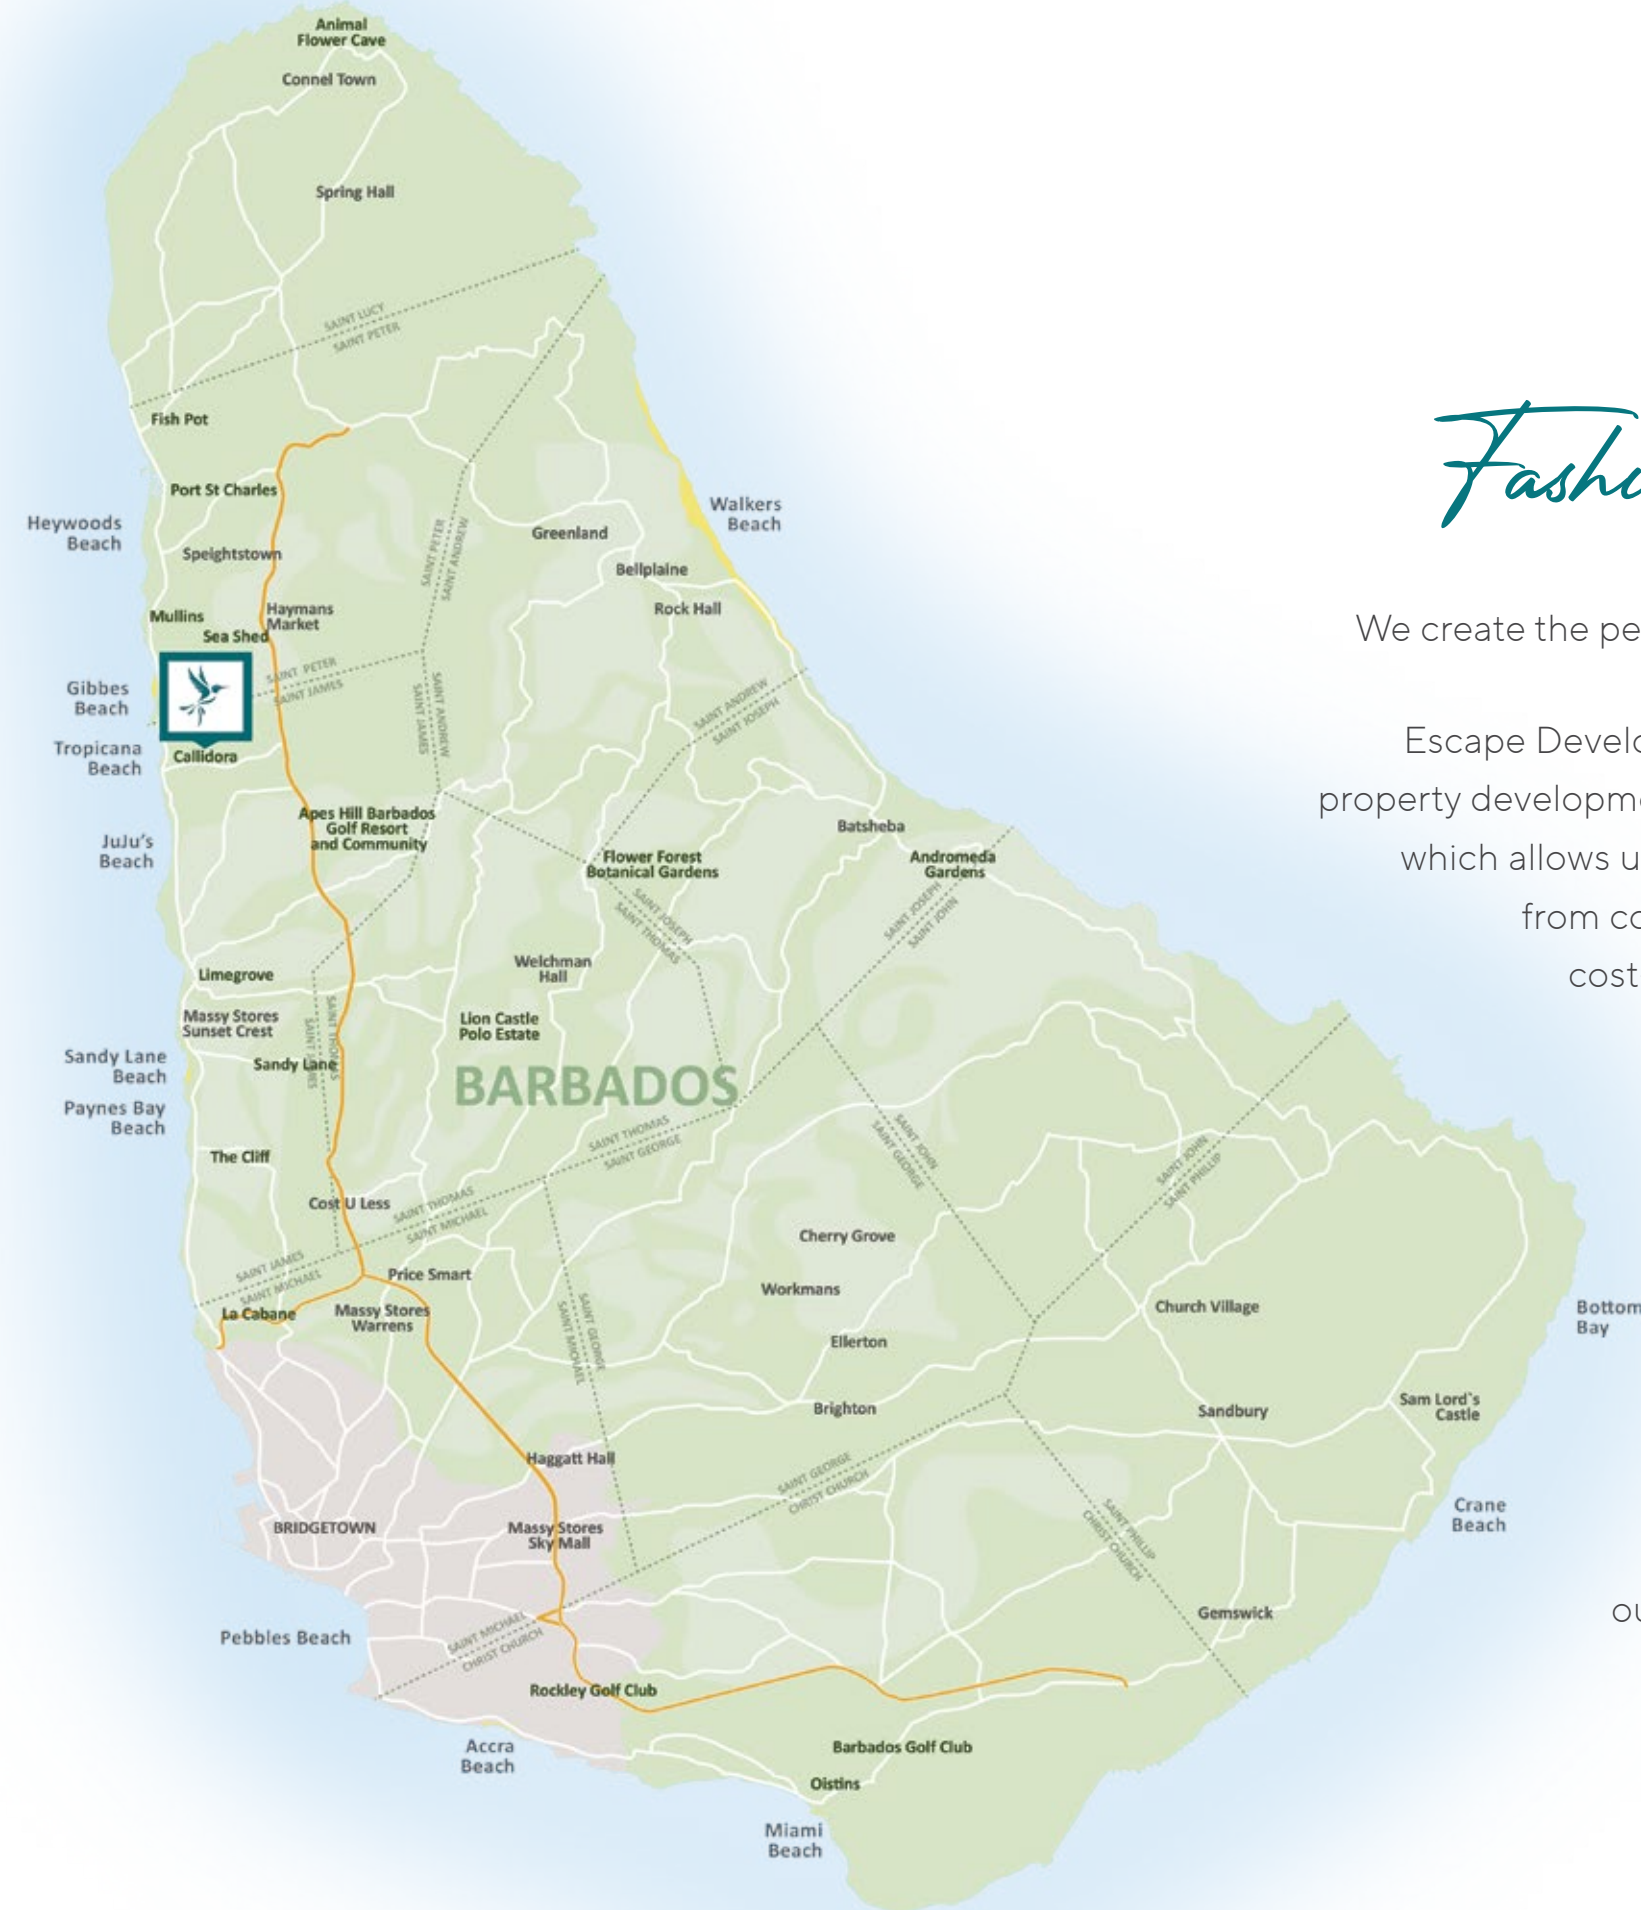 Animal
Flower Cave
Connel Town
Spring Hall
SAINT LUCY
SAINT PETER
Fish Pot
Port St Charles
Heywoods
Beach
Speightstown
SAINT PETER
SAINT ANDREW
Greenland
Walkers
Beach
Bellplaine
Rock Hall
Mullins
Haymans
Market
Sea Shed
SAINT PETER
SAINT JAMES
Gibbes
Beach
SAINT ANDREW
SAINT JAMES
SAINT ANDREW
SAINT JOSEPH
Tropicana
Beach
Callidora
JuJu's
Beach
Apes Hill Barbados
Golf Resort
and Community
Batsheba
Flower Forest
Botanical Gardens
Andromeda
Gardens
SAINT JOSEPH
SAINT THOMAS
SAINT JOSEPH
SAINT JOHN
Welchman
Hall
Limegrove
Massy Stores
Sunset Crest
Lion Castle
Polo Estate
SAINT THOMAS
SAINT JAMES
Sandy Lane
Beach
Sandy Lane
BARBADOS
Paynes Bay
Beach
SAINT THOMAS
SAINT GEORGE
SAINT JOHN
SAINT GEORGE
SAINT JOHN
SAINT PHILLIP
The Cliff
Cost U Less
SAINT THOMAS
SAINT MICHAEL
Cherry Grove
SAINT JAMES
SAINT MICHAEL
Price Smart
Workmans
La Cabane
Massy Stores
Warrens
SAINT GEORGE
SAINT MICHAEL
Ellerton
Church Village
Bottom
Bay
Brighton
Sandbury
Sam Lord`s
Castle
Haggatt Hall
SAINT GEORGE
CHRIST CHURCH
Crane
Beach
BRIDGETOWN
Massy Stores
Sky Mall
SAINT PHILLIP
CHRIST CHURCH
Pebbles Beach
SAINT MICHAEL
CHRIST CHURCH
Gemswick
Rockley Golf Club
Accra
Beach
Barbados Golf Club
Oistins
Miami
Beach
We create the pe
Escape Develo
property developme
which allows u
from co
cost
ou